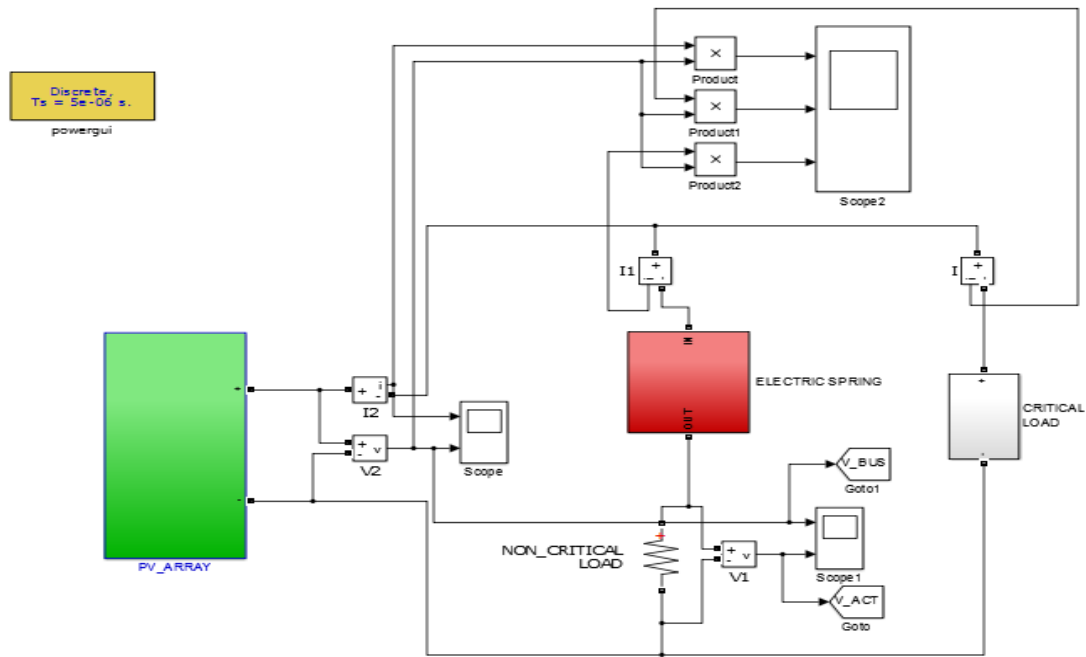 Discrete,
Ts = 5e-06 s.
powergui
×
Product
×
Product1
×
Product2
Scope2
I1
+
-
i
I
+
-
i
PV_ARRAY
+
-
+
i
-
I2
+
-
v
V2
Scope
IN
OUT
ELECTRIC SPRING
+
-
CRITICAL
LOAD
V_BUS
Goto1
NON_CRITICAL
LOAD
+
+
-
v
V1
Scope1
V_ACT
Goto